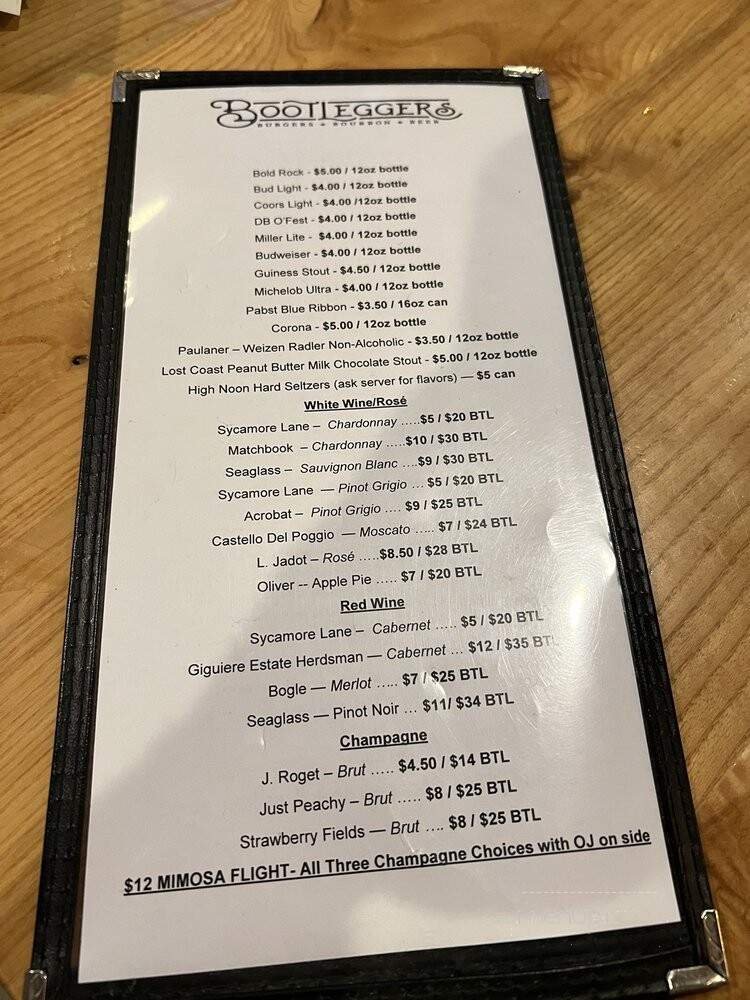 BOOTLEGGERS
BURGERS + BOURBON + BEER
Bold Rock - $5.00 / 12oz bottle
Bud Light - $4.00 / 12oz bottle
Coors Light - $4.00 /12oz bottle
DB O'Fest - $4.00 / 12oz bottle
Miller Lite - $4.00 / 12oz bottle
Budweiser - $4.00 / 12oz bottle
Guiness Stout - $4.50 / 12oz bottle
Michelob Ultra - $4.00 / 12oz bottle
Pabst Blue Ribbon - $3.50 / 16oz can
Corona - $5.00 / 12oz bottle
Paulaner – Weizen Radler Non-Alcoholic - $3.50 / 12oz bottle
Lost Coast Peanut Butter Milk Chocolate Stout - $5.00 / 12oz bottle
High Noon Hard Seltzers (ask server for flavors) — $5 can
White Wine/Rosé
Sycamore Lane – Chardonnay .....$5 / $20 BTL
Matchbook – Chardonnay .....$10 / $30 BTL
Seaglass – Sauvignon Blanc ....$9 / $30 BTL
Sycamore Lane — Pinot Grigio ... $5 / $20 BTL
Acrobat – Pinot Grigio .... $9 / $25 BTL
Castello Del Poggio — Moscato ..... $7 / $24 BTL
L. Jadot – Rosé .....$8.50 / $28 BTL
Oliver -- Apple Pie ..... $7 / $20 BTL
Red Wine
Sycamore Lane – Cabernet ..... $5 / $20 BTL
Giguiere Estate Herdsman — Cabernet ... $12 / $35 BTL
Bogle — Merlot ..... $7 / $25 BTL
Seaglass — Pinot Noir ... $11/ $34 BTL
Champagne
J. Roget – Brut ..... $4.50 / $14 BTL
Just Peachy – Brut ..... $8 / $25 BTL
Strawberry Fields — Brut .... $8 / $25 BTL
$12 MIMOSA FLIGHT- All Three Champagne Choices with OJ on side